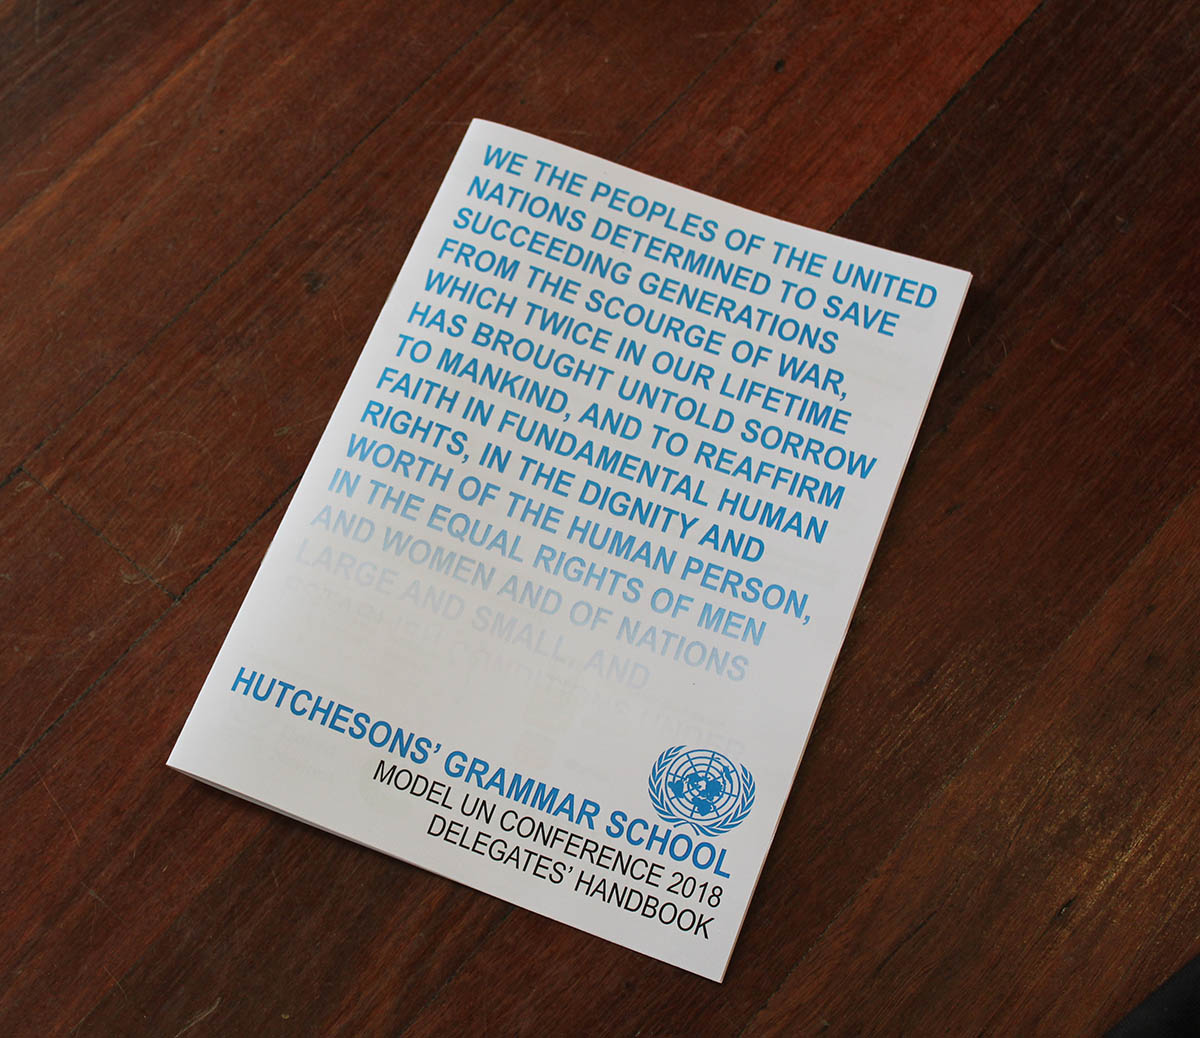 WE THE PEOPLES OF THE UNITED
NATIONS DETERMINED TO SAVE
SUCCEEDING GENERATIONS
FROM THE SCOURGE OF WAR,
WHICH TWICE IN OUR LIFETIME
HAS BROUGHT UNTOLD SORROW
TO MANKIND, AND TO REAFFIRM
FAITH IN FUNDAMENTAL HUMAN
RIGHTS, IN THE DIGNITY AND
WORTH OF THE HUMAN PERSON,
IN THE EQUAL RIGHTS OF MEN
AND WOMEN AND OF NATIONS
LARGE AND SMALL, AND
HUTCHESONS' GRAMMAR SCHOOL
MODEL UN CONFERENCE 2018
DELEGATES' HANDBOOK